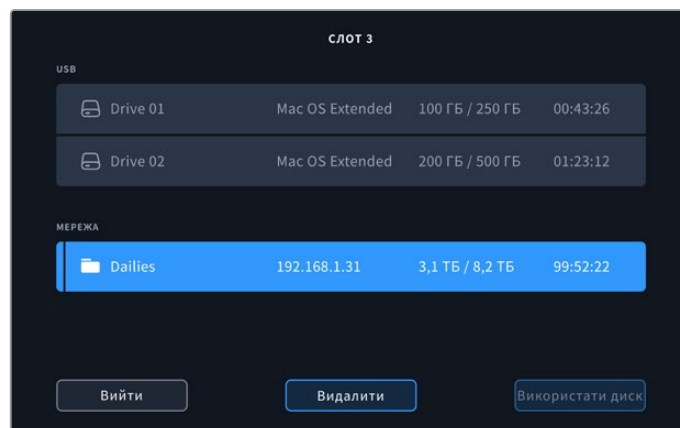 СЛОТ 3
USB
Drive 01 Mac OS Extended 100 ГБ / 250 ГБ 00:43:26
Drive 02 Mac OS Extended 200 ГБ / 500 ГБ 01:23:12
МЕРЕЖА
Dailies 192.168.1.31 3,1 ТБ / 8,2 ТБ 99:52:22
Вийти Видалити Використати диск